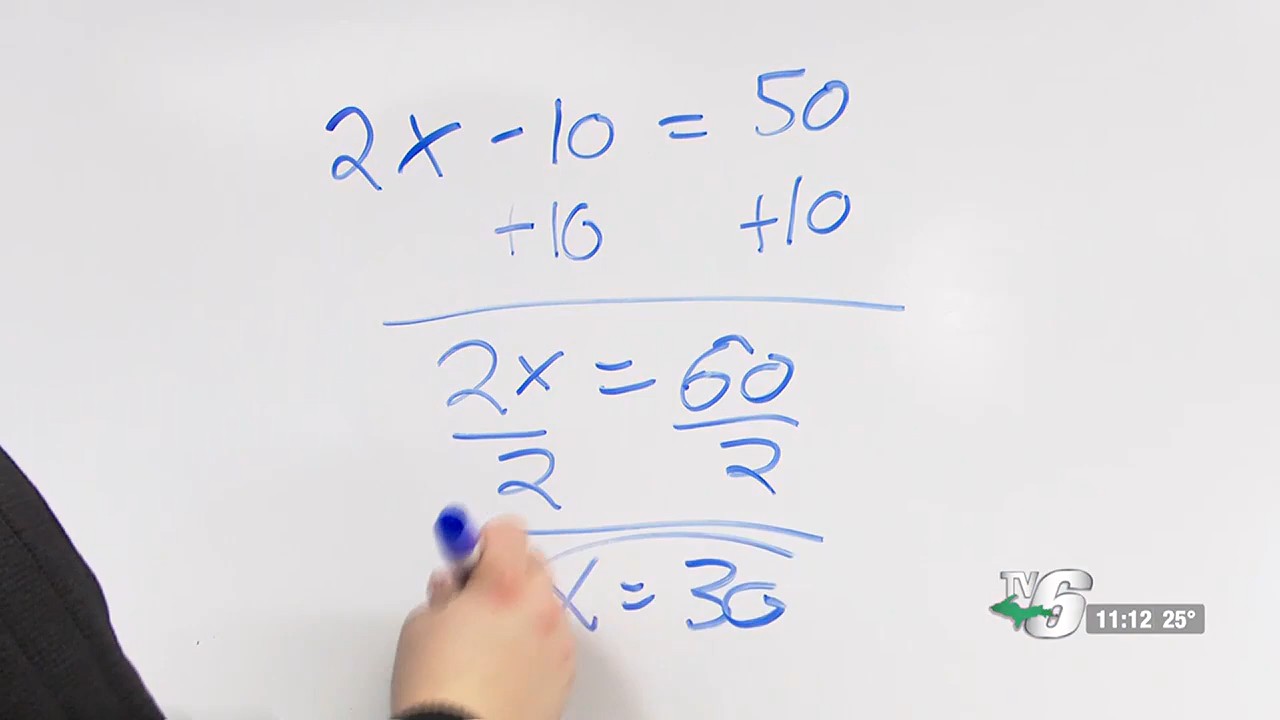 2x - 10 = 50
+10 +10
2x = 60
2 2
x = 30
TV6
11:12 25°